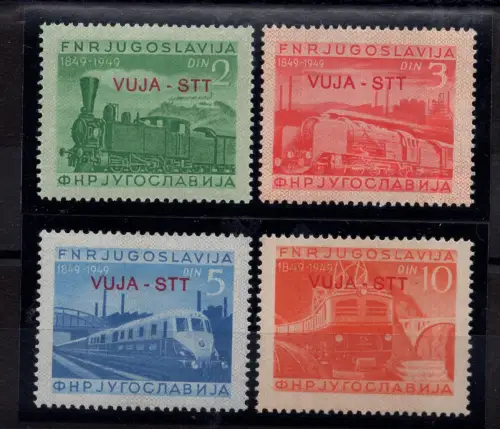 FNRJUGOSLAVIJA
1849-1949 DIN 2
VUJA - STT
ФНРЈУГОСЛАВИЈА
FNRJUGOSLAVIJA
1849-1949 DIN 3
VUJA - STT
ФНРЈУГОСЛАВИЈА
FNRJUGOSLAVIJA
1849-1949 DIN 5
VUJA - STT
ФНРЈУГОСЛАВИЈА
FNRJUGOSLAVIJA
1849-1949 DIN 10
VUJA - STT
ФНРЈУГОСЛАВИЈА